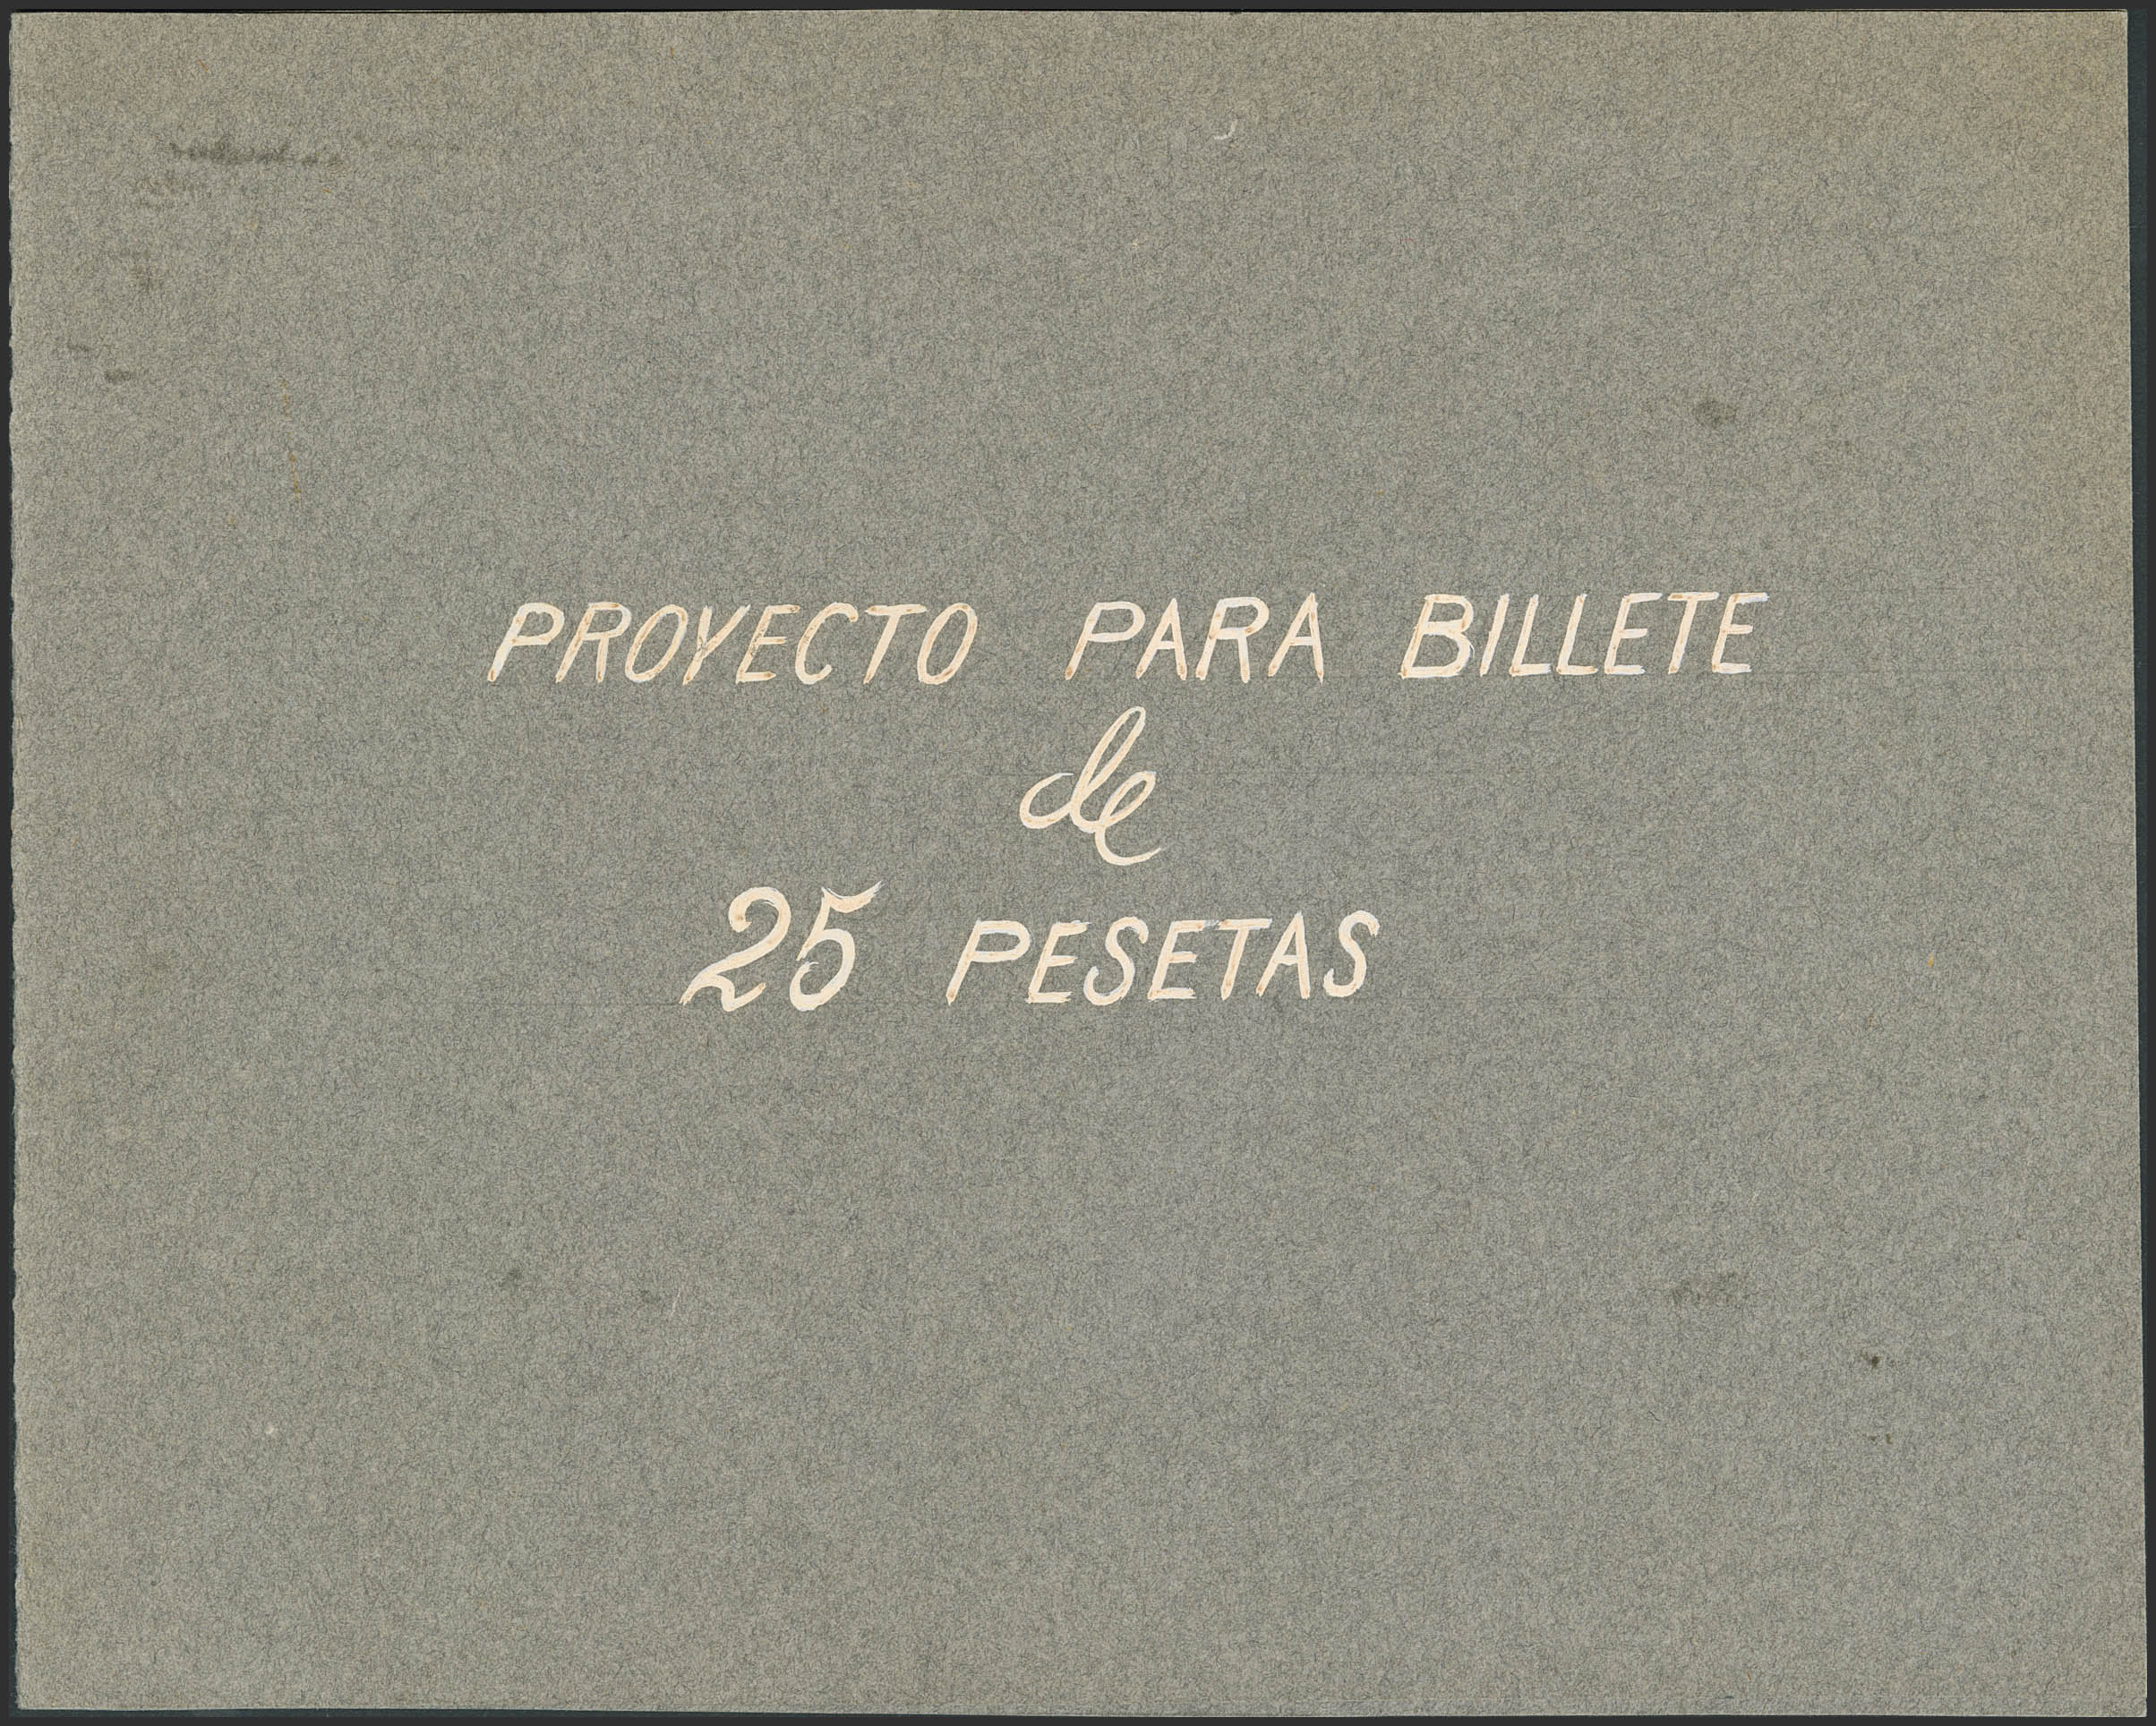 PROYECTO PARA BILLETE
de
25 PESETAS